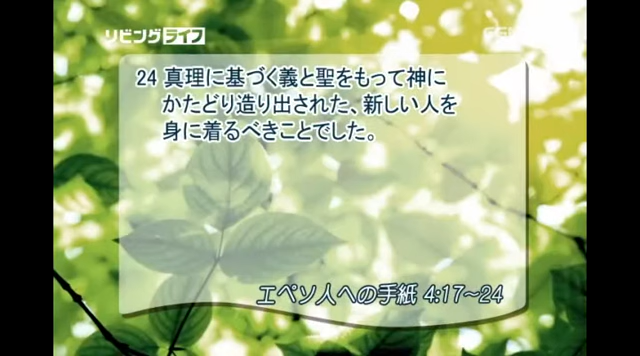 リビングライフ
24 真理に基づく義と聖をもって神に
かたどり造り出された、新しい人を
身に着るべきことでした。
エペソ人への手紙 4:17～24